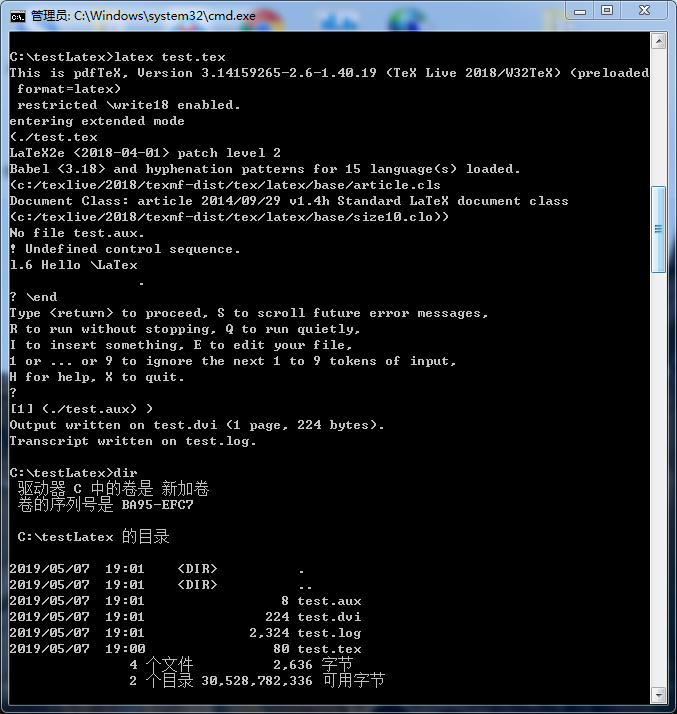 管理员: C:\Windows\system32\cmd.exe
C:\testLatex>latex test.tex
This is pdfTeX, Version 3.14159265-2.6-1.40.19 (TeX Live 2018/W32TeX) (preloaded
 format=latex)
 restricted \write18 enabled.
entering extended mode
(./test.tex
LaTeX2e <2018-04-01> patch level 2
Babel <3.18> and hyphenation patterns for 15 language(s) loaded.
(c:/texlive/2018/texmf-dist/tex/latex/base/article.cls
Document Class: article 2014/09/29 v1.4h Standard LaTeX document class
(c:/texlive/2018/texmf-dist/tex/latex/base/size10.clo))
No file test.aux.
! Undefined control sequence.
l.6 Hello \LaTex
                .
? \end
Type <return> to proceed, S to scroll future error messages,
R to run without stopping, Q to run quietly,
I to insert something, E to edit your file,
1 or ... or 9 to ignore the next 1 to 9 tokens of input,
H for help, X to quit.
?
[1] (./test.aux) )
Output written on test.dvi (1 page, 224 bytes).
Transcript written on test.log.
C:\testLatex>dir
 驱动器 C 中的卷是 新加卷
 卷的序列号是 BA95-EFC7
 C:\testLatex 的目录
2019/05/07  19:01    <DIR>          .
2019/05/07  19:01    <DIR>          ..
2019/05/07  19:01                 8 test.aux
2019/05/07  19:01               224 test.dvi
2019/05/07  19:01             2,324 test.log
2019/05/07  19:00                80 test.tex
               4 个文件          2,636 字节
               2 个目录 30,528,782,336 可用字节